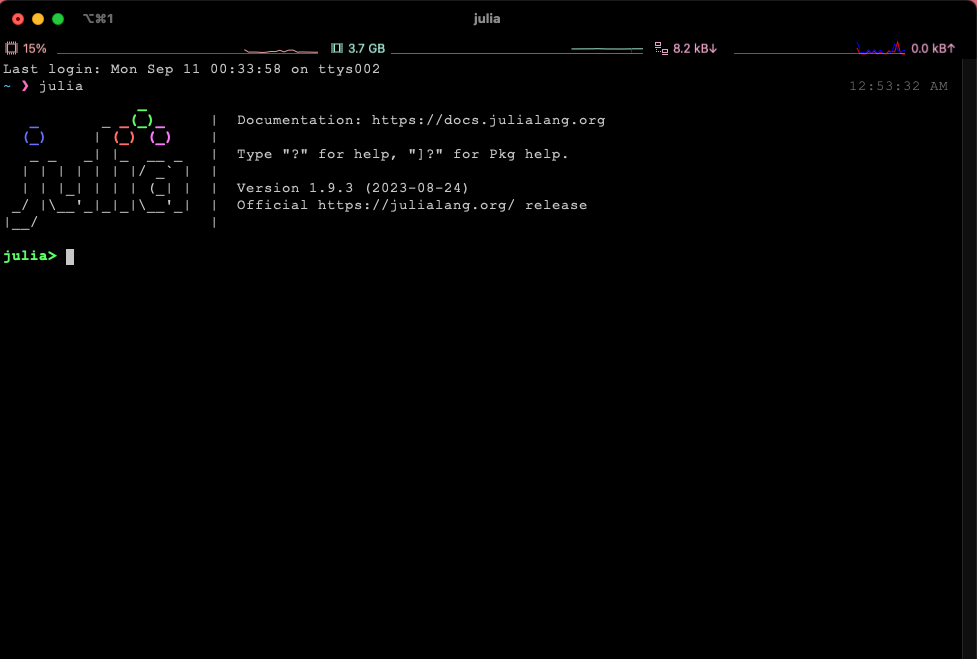 ⌥⌘1 julia
15% 3.7 GB 8.2 kB↓ 0.0 kB↑
Last login: Mon Sep 11 00:33:58 on ttys002
~ ❯ julia 12:53:32 AM
               _
   _       _ _(_)_     |  Documentation: https://docs.julialang.org
  (_)     | (_) (_)    |
   _ _   _| |_  __ _   |  Type "?" for help, "]?" for Pkg help.
  | | | | | | |/ _` |  |
  | | |_| | | | (_| |  |  Version 1.9.3 (2023-08-24)
 _/ |\__'_|_|_|\__'_|  |  Official https://julialang.org/ release
|__/                   |
julia>